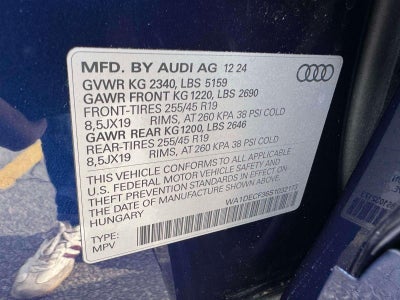 MFD. BY AUDI AG 12 24
GVWR KG 2340, LBS 5159
GAWR FRONT KG 1220, LBS 2690
FRONT-TIRES 255/45 R19
8,5JX19 RIMS, AT 260 KPA 38 PSI COLD
GAWR REAR KG1200, LBS 2646
REAR-TIRES 255/45 R19
8,5JX19 RIMS, AT 260 KPA 38 PSI COLD
THIS VEHICLE CONFORMS TO ALL APPLICABLE
U.S. FEDERAL MOTOR VEHICLE SAFETY AND
THEFT PREVENTION STANDARDS IN EFFECT ON
THE DATE OF MANUFACTURE SHOWN ABOVE.
HUNGARY
TYPE:
MPV